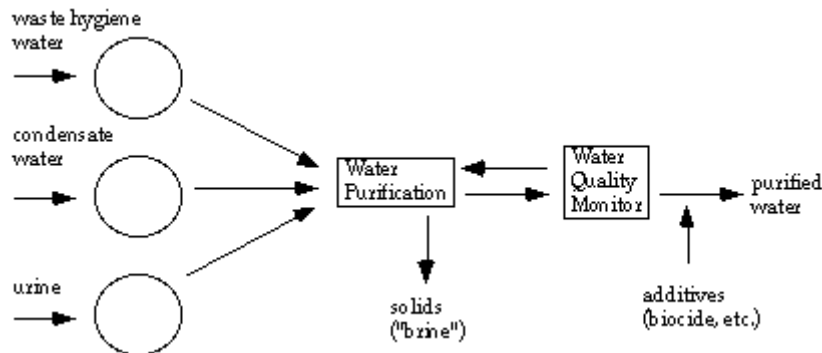 waste hygiene
water
condensate
water
urine
Water
Purification
solids
("brine")
Water
Quality
Monitor
purified
water
additives
(biocide, etc.)